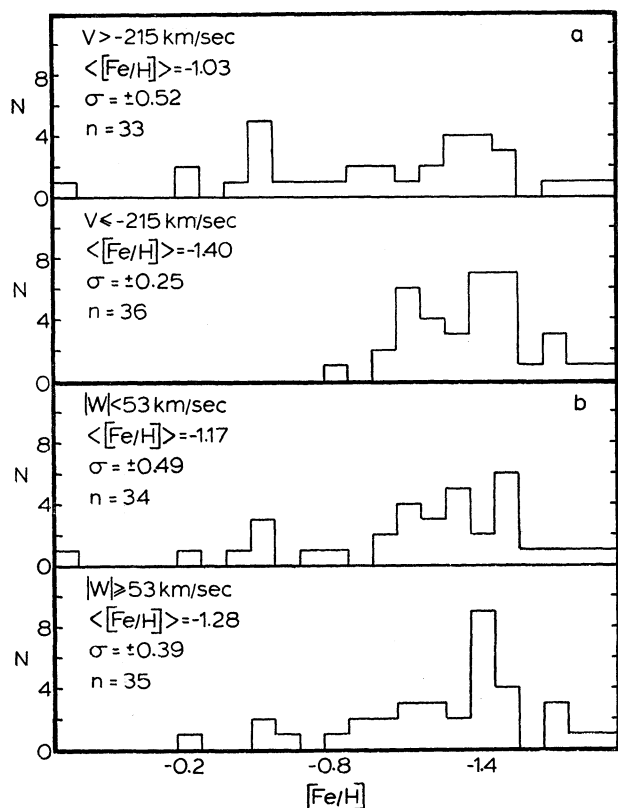 V > -215 km/sec
a
<[Fe/H]> = -1.03
σ = ±0.52
n = 33
8
N
4
0
V ≤ -215 km/sec
<[Fe/H]> = -1.40
σ = ±0.25
n = 36
8
N
4
0
|W| < 53 km/sec
b
<[Fe/H]> = -1.17
σ = ±0.49
n = 34
8
N
4
0
|W| ≥ 53 km/sec
<[Fe/H]> = -1.28
σ = ±0.39
n = 35
8
N
4
0
-0.2 -0.8 -1.4
[Fe/H]